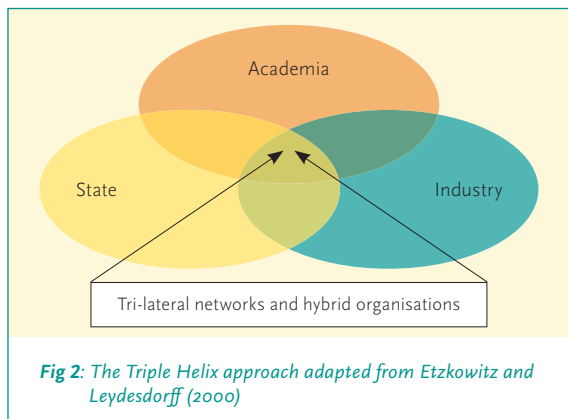 Academia
State
Industry
Tri-lateral networks and hybrid organisations
Fig 2: The Triple Helix approach adapted from Etzkowitz and
Leydesdorff (2000)